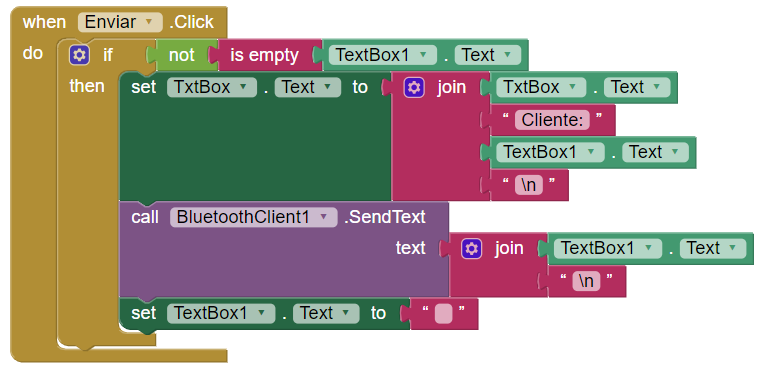 when Enviar .Click
do if not is empty TextBox1 . Text
then set TxtBox . Text to join TxtBox . Text
“ Cliente: ”
TextBox1 . Text
“ \n ”
call BluetoothClient1 .SendText
text join TextBox1 . Text
“ \n ”
set TextBox1 . Text to “ ”